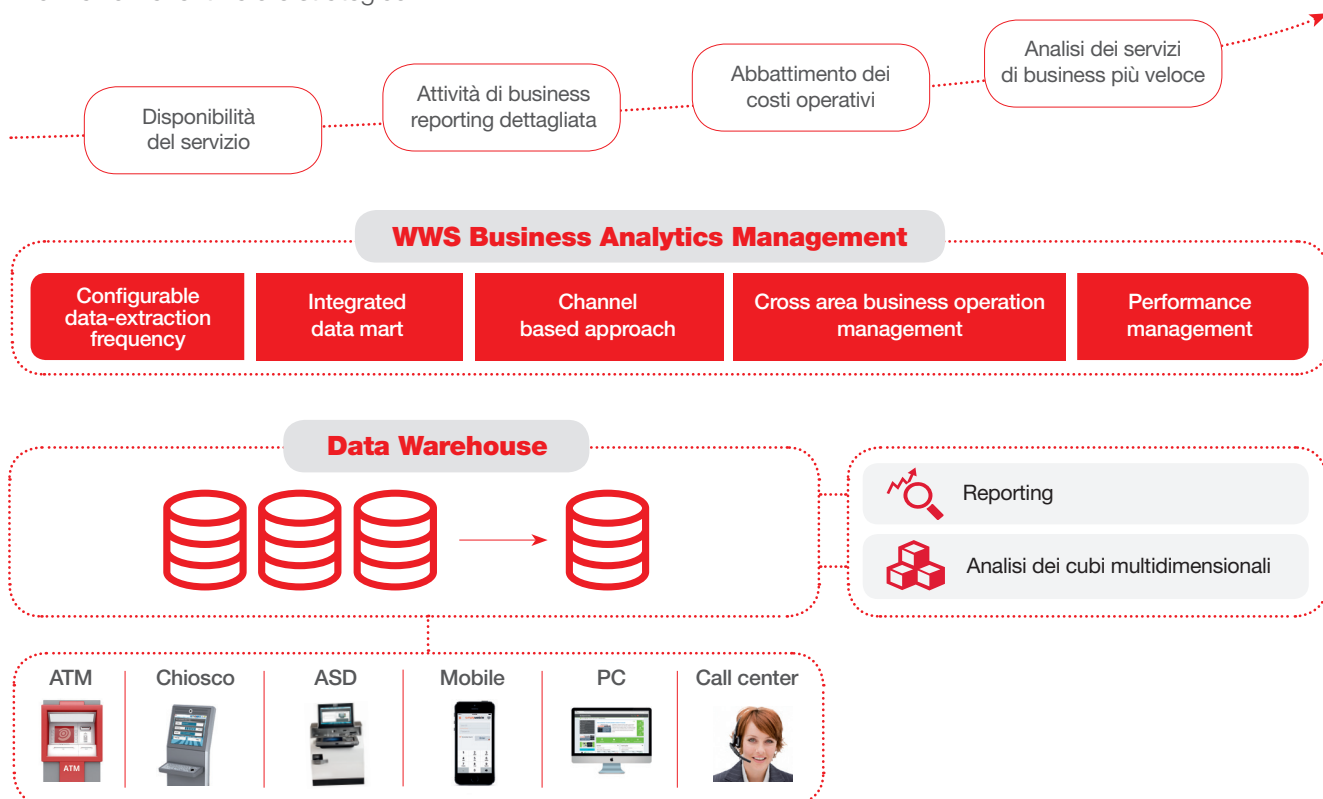 Disponibilità
del servizio
Attività di business
reporting dettagliata
Abbattimento dei
costi operativi
Analisi dei servizi
di business più veloce
WWS Business Analytics Management
Configurable
data-extraction
frequency
Integrated
data mart
Channel
based approach
Cross area business operation
management
Performance
management
Data Warehouse
Reporting
Analisi dei cubi multidimensionali
ATM
Chiosco
ASD
Mobile
PC
Call center
ATM